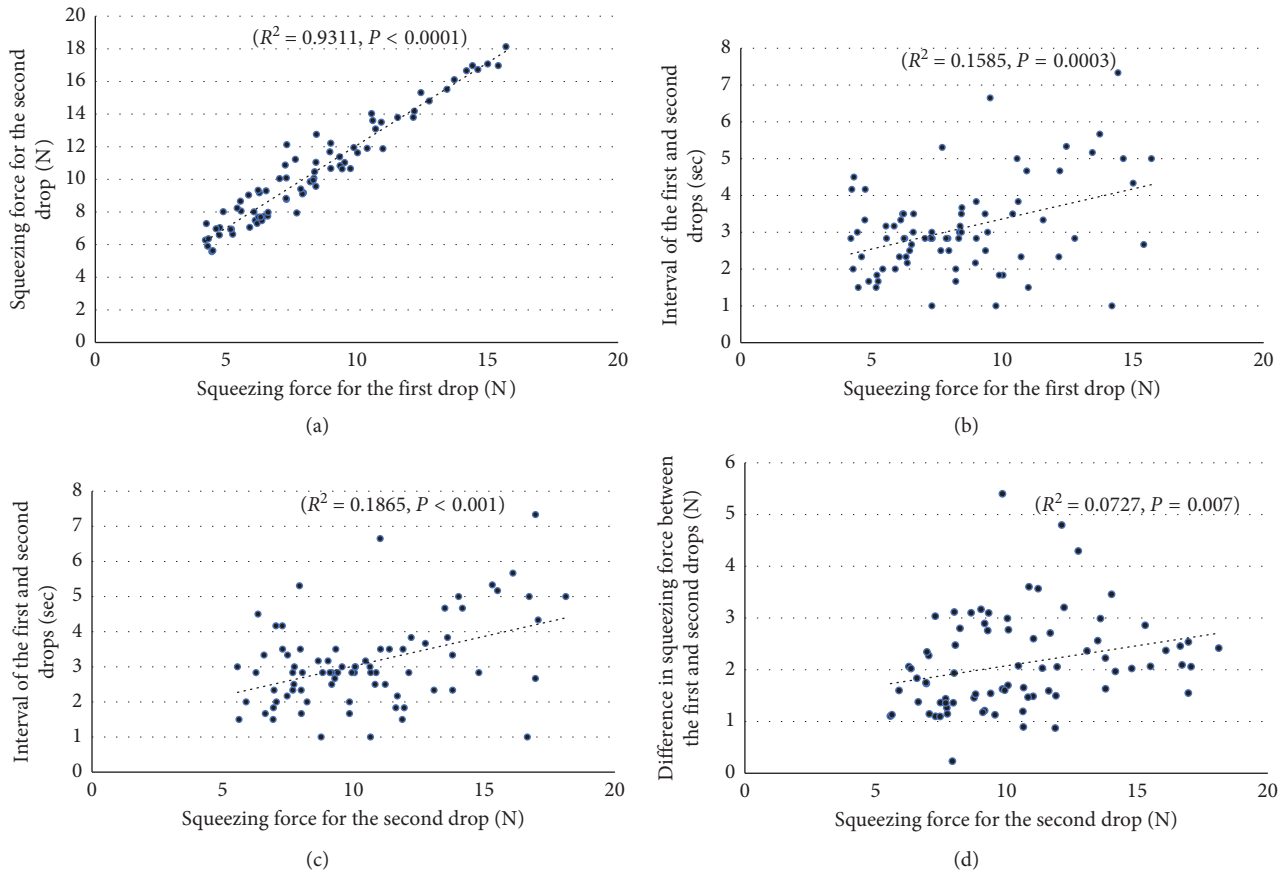 20
18
16
14
12
10
8
6
4
2
0
0 5 10 15 20
(R² = 0.9311, P < 0.0001)
Squeezing force for the second
drop (N)
Squeezing force for the first drop (N)
(a)
8
7
6
5
4
3
2
1
0
0 5 10 15 20
(R² = 0.1585, P = 0.0003)
Interval of the first and second
drops (sec)
Squeezing force for the first drop (N)
(b)
8
7
6
5
4
3
2
1
0
0 5 10 15 20
(R² = 0.1865, P < 0.001)
Interval of the first and second
drops (sec)
Squeezing force for the second drop (N)
(c)
6
5
4
3
2
1
0
0 5 10 15 20
(R² = 0.0727, P = 0.007)
Difference in squeezing force between
the first and second drops (N)
Squeezing force for the second drop (N)
(d)